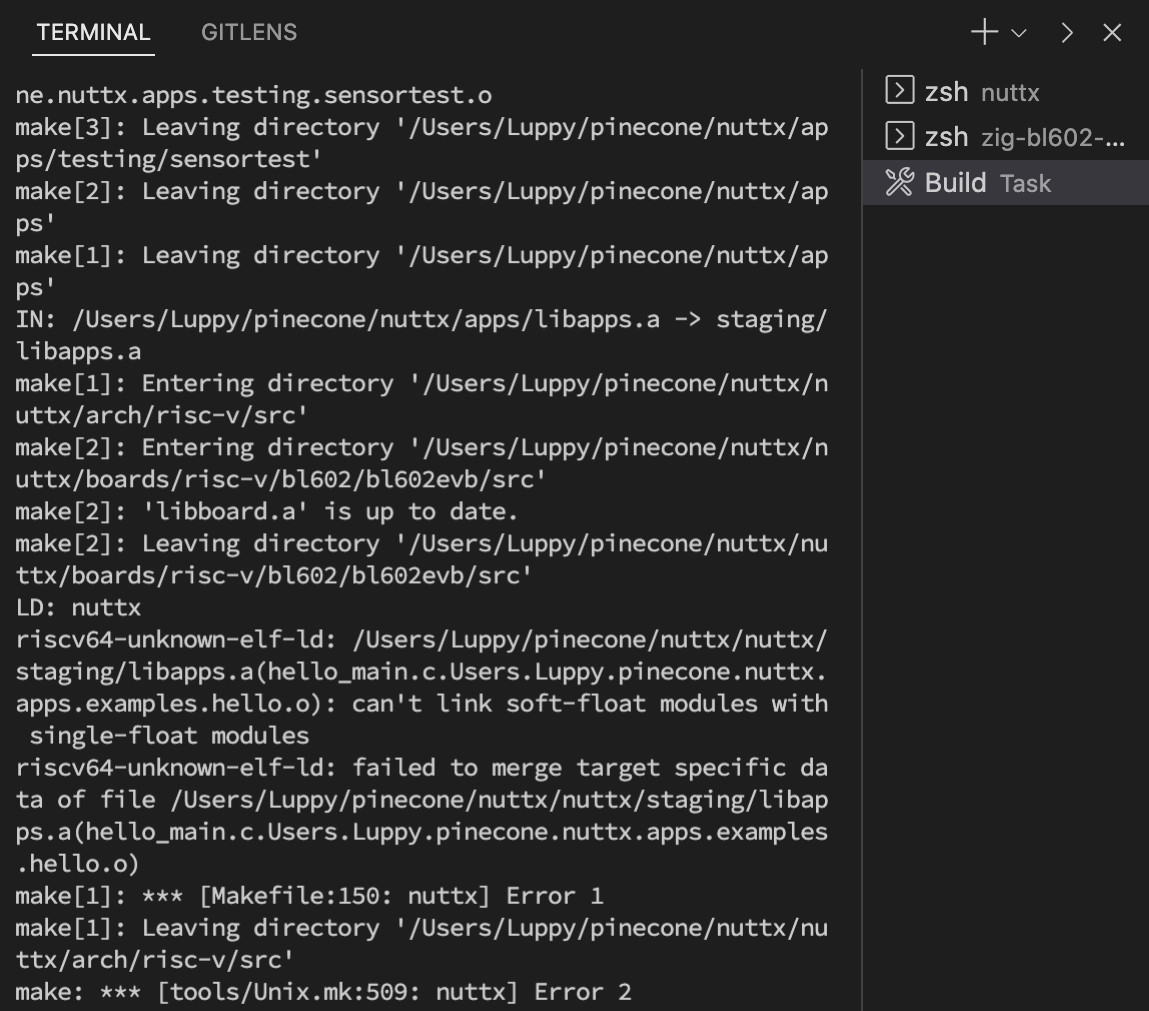 TERMINAL GITLENS
ne.nuttx.apps.testing.sensortest.o
make[3]: Leaving directory '/Users/Luppy/pinecone/nuttx/ap
ps/testing/sensortest'
make[2]: Leaving directory '/Users/Luppy/pinecone/nuttx/ap
ps'
make[1]: Leaving directory '/Users/Luppy/pinecone/nuttx/ap
ps'
IN: /Users/Luppy/pinecone/nuttx/apps/libapps.a -> staging/
libapps.a
make[1]: Entering directory '/Users/Luppy/pinecone/nuttx/n
uttx/arch/risc-v/src'
make[2]: Entering directory '/Users/Luppy/pinecone/nuttx/n
uttx/boards/risc-v/bl602/bl602evb/src'
make[2]: 'libboard.a' is up to date.
make[2]: Leaving directory '/Users/Luppy/pinecone/nuttx/nu
ttx/boards/risc-v/bl602/bl602evb/src'
LD: nuttx
riscv64-unknown-elf-ld: /Users/Luppy/pinecone/nuttx/nuttx/
staging/libapps.a(hello_main.c.Users.Luppy.pinecone.nuttx.
apps.examples.hello.o): can't link soft-float modules with
 single-float modules
riscv64-unknown-elf-ld: failed to merge target specific da
ta of file /Users/Luppy/pinecone/nuttx/nuttx/staging/libap
ps.a(hello_main.c.Users.Luppy.pinecone.nuttx.apps.examples
.hello.o)
make[1]: *** [Makefile:150: nuttx] Error 1
make[1]: Leaving directory '/Users/Luppy/pinecone/nuttx/nu
ttx/arch/risc-v/src'
make: *** [tools/Unix.mk:509: nuttx] Error 2
zsh nuttx
zsh zig-bl602-...
Build Task